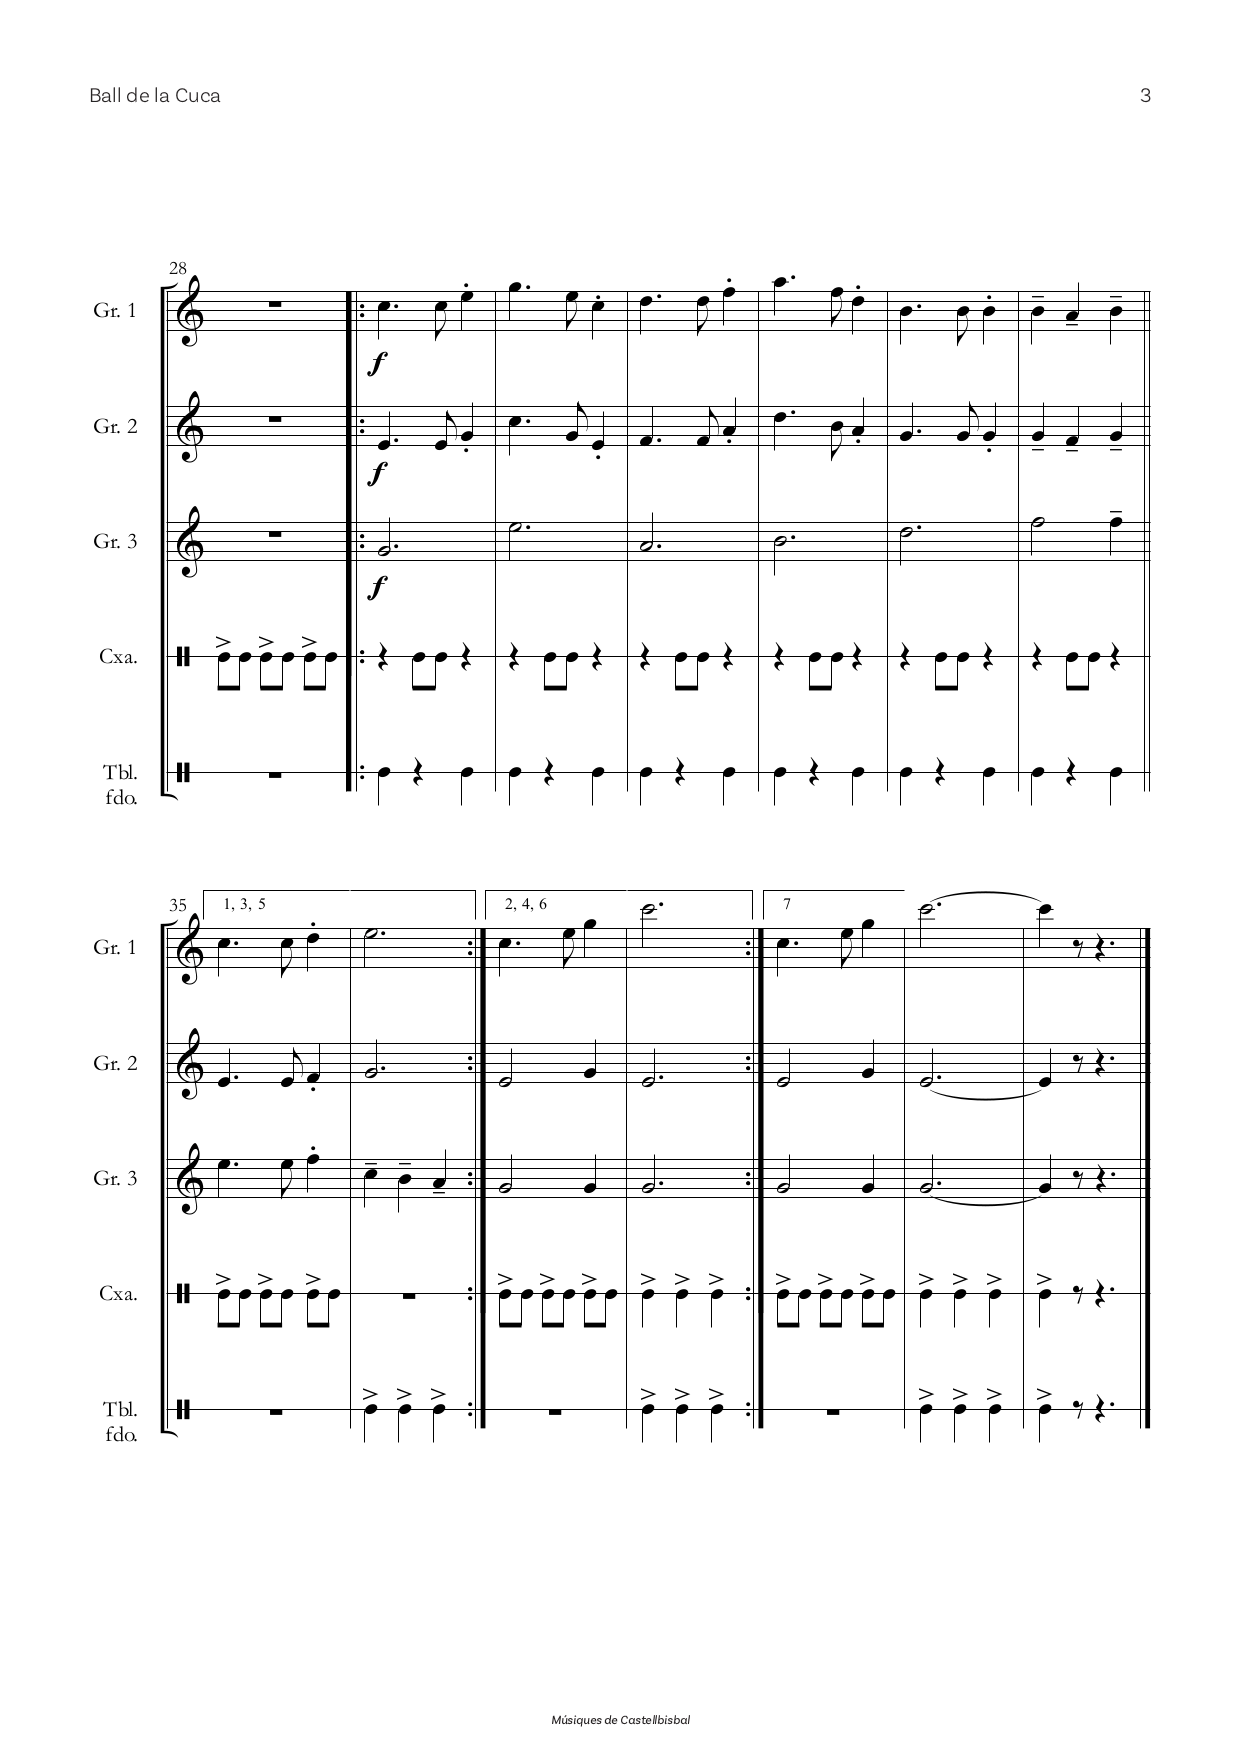 Ball de la Cuca
3
28
Gr. 1
f
Gr. 2
f
Gr. 3
f
Cxa.
Tbl.
fdo.
35
1, 3, 5
2, 4, 6
7
Gr. 1
Gr. 2
Gr. 3
Cxa.
Tbl.
fdo.
Músiques de Castellbisbal